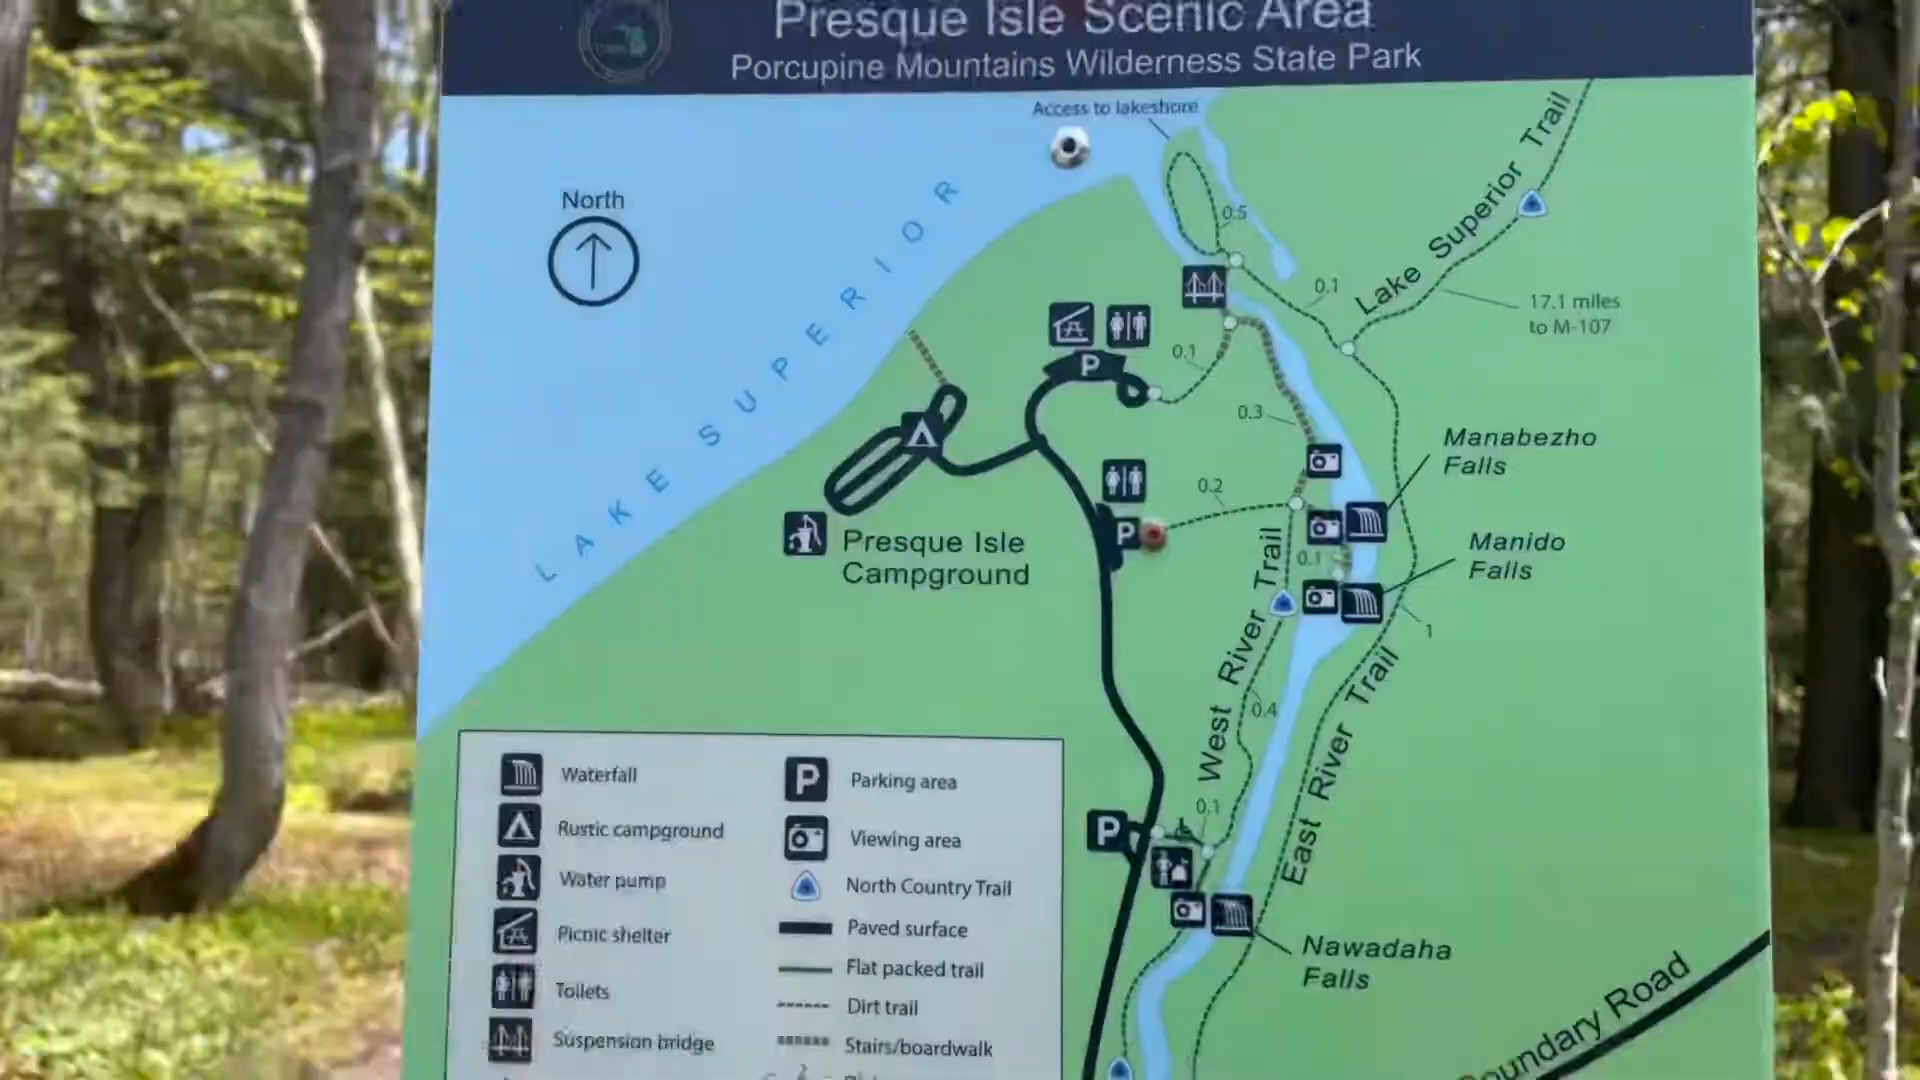 Presque Isle Scenic Area
Porcupine Mountains Wilderness State Park
Access to lakeshore
North
LAKE SUPERIOR
Lake Superior Trail
0.5
0.1
17.1 miles
to M-107
P
0.1
0.3
Manabezho
Falls
0.2
P
Presque Isle
Campground
0.1
Manido
Falls
1
West River Trail
0.4
East River Trail
0.1
P
Nawadaha
Falls
Boundary Road
Waterfall
Rustic campground
Water pump
Picnic shelter
Toilets
Suspension bridge
P
Parking area
Viewing area
North Country Trail
Paved surface
Flat packed trail
Dirt trail
Stairs/boardwalk